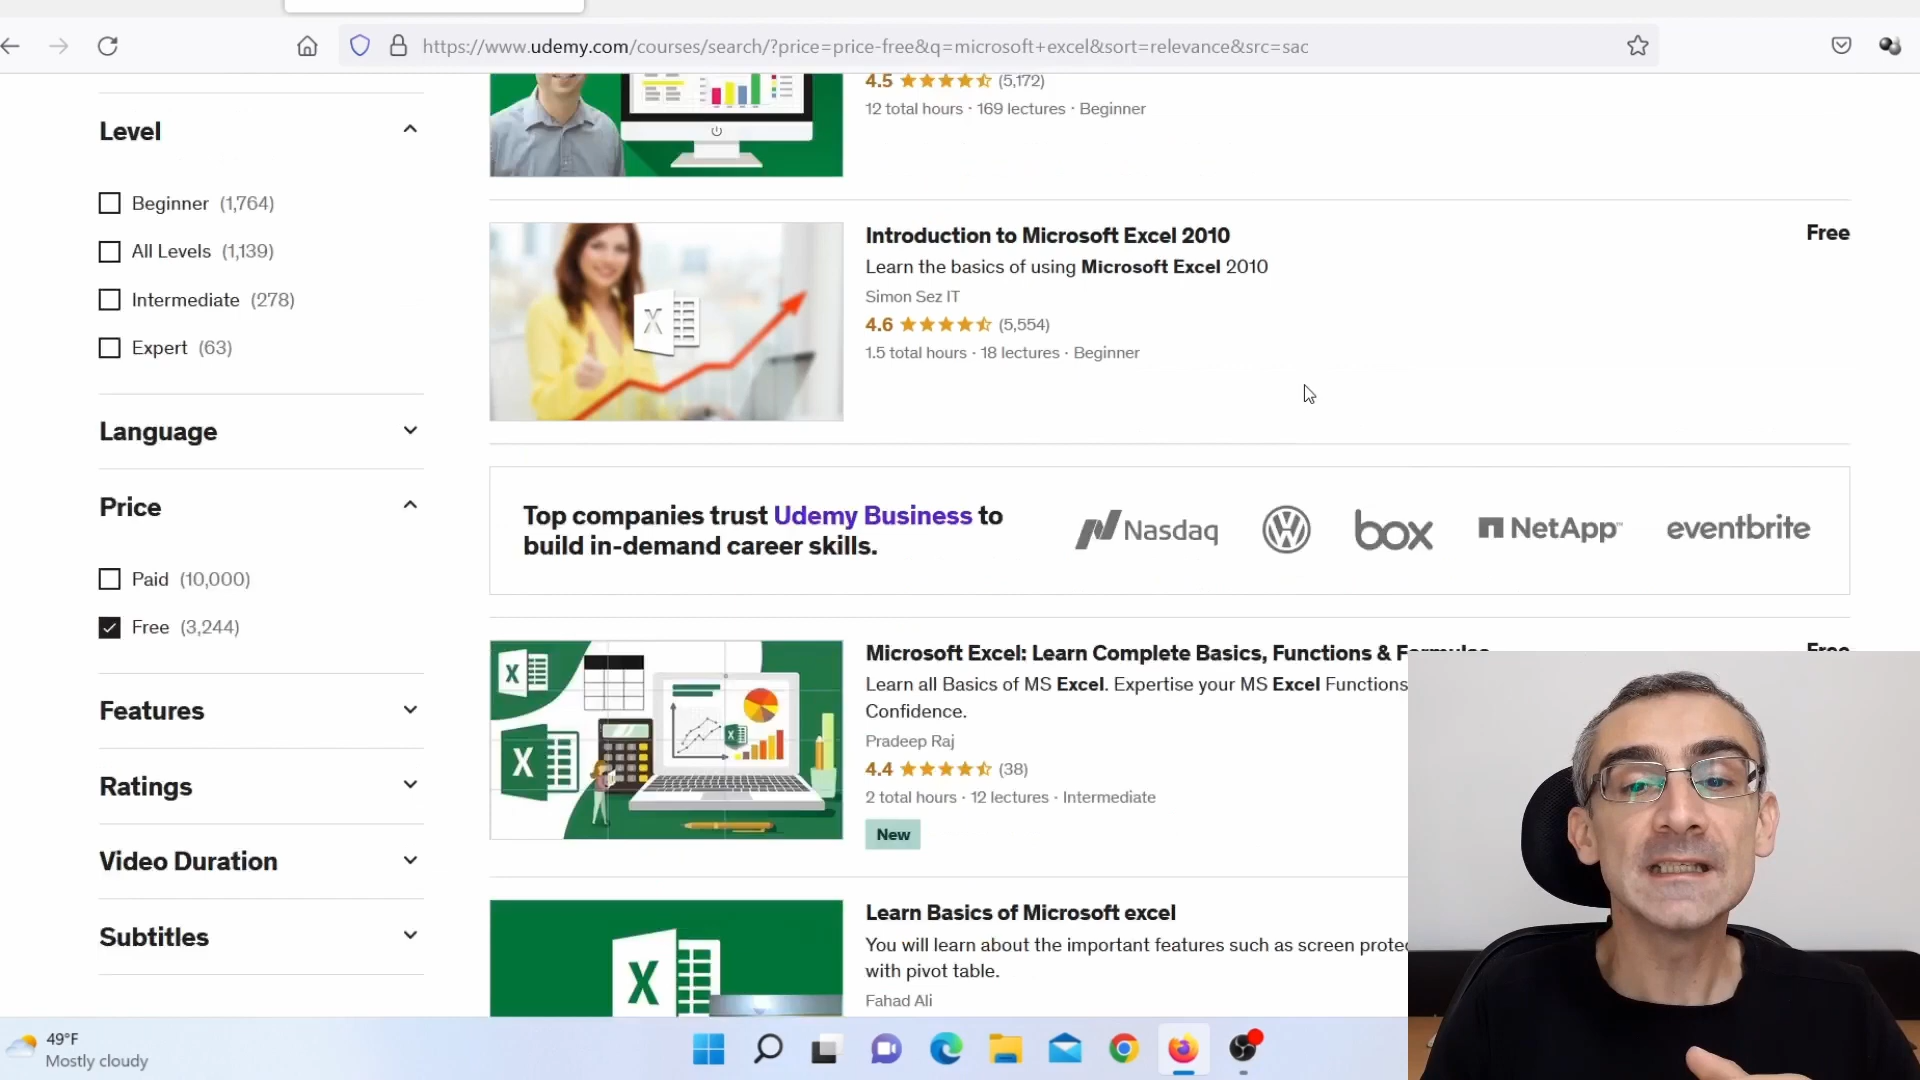 https://www.udemy.com/courses/search/?price=price-free&q=microsoft+excel&sort=relevance&src=sac
Level
Beginner (1,764)
All Levels (1,139)
Intermediate (278)
Expert (63)
Language
Price
Paid (10,000)
Free (3,244)
Features
Ratings
Video Duration
Subtitles
4.5 (5,172)
12 total hours · 169 lectures · Beginner
Introduction to Microsoft Excel 2010
Free
Learn the basics of using Microsoft Excel 2010
Simon Sez IT
4.6 (5,554)
1.5 total hours · 18 lectures · Beginner
X
Top companies trust Udemy Business to
build in-demand career skills.
Nasdaq
VW
box
NetApp
eventbrite
Microsoft Excel: Learn Complete Basics, Functions & Formulas
Free
Learn all Basics of MS Excel. Expertise your MS Excel Functions
Confidence.
Pradeep Raj
4.4 (38)
2 total hours · 12 lectures · Intermediate
New
X
X
X
Learn Basics of Microsoft excel
You will learn about the important features such as screen protec
with pivot table.
Fahad Ali
X
49°F
Mostly cloudy